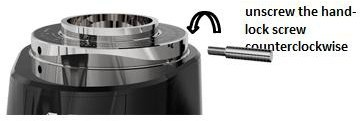 unscrew the hand-
lock screw
counterclockwise